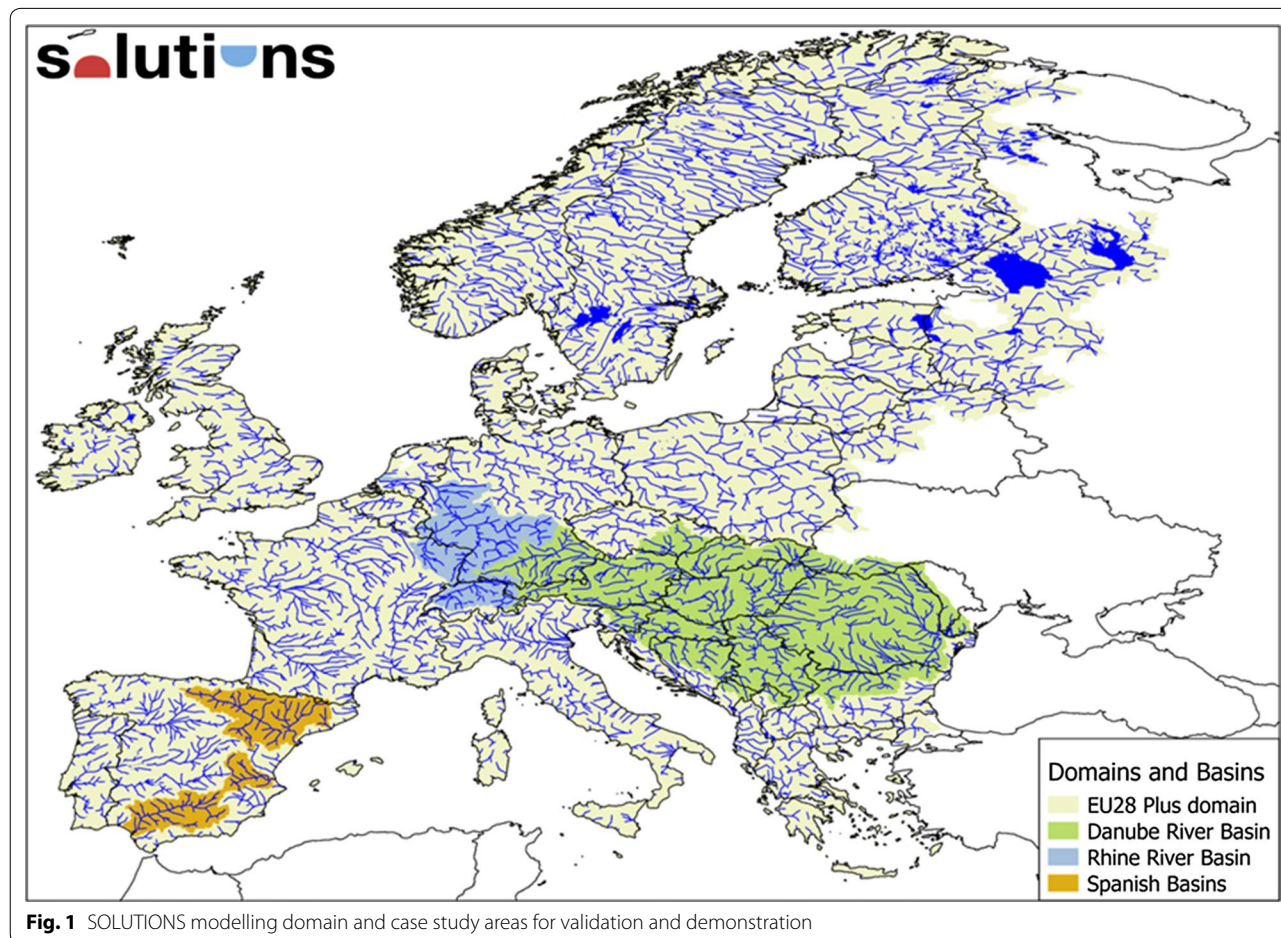 solutions
Domains and Basins
EU28 Plus domain
Danube River Basin
Rhine River Basin
Spanish Basins
Fig. 1 SOLUTIONS modelling domain and case study areas for validation and demonstration